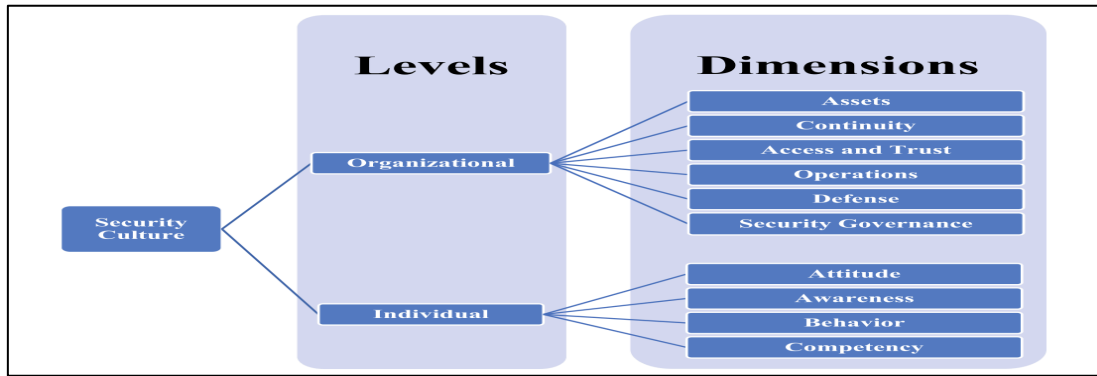 Levels
Dimensions
Security
Culture
Organizational
Individual
Assets
Continuity
Access and Trust
Operations
Defense
Security Governance
Attitude
Awareness
Behavior
Competency